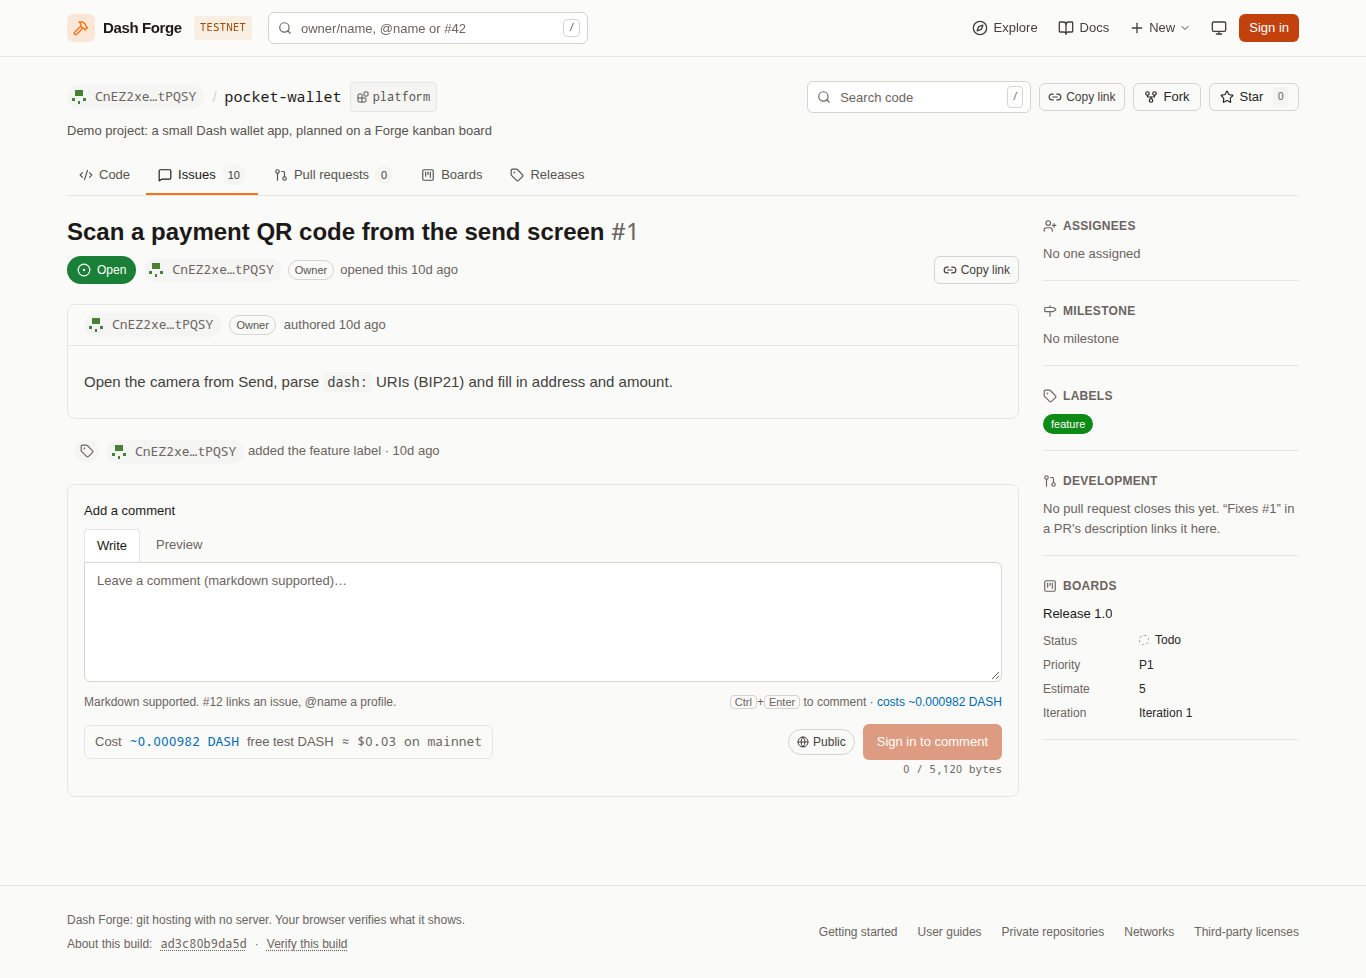 Dash Forge TESTNET owner/name, @name or #42 / Explore Docs New Sign in
CnEZ2xe…tPQSY / pocket-wallet platform Search code / Copy link Fork Star 0
Demo project: a small Dash wallet app, planned on a Forge kanban board
Code Issues 10 Pull requests 0 Boards Releases
Scan a payment QR code from the send screen #1
Open CnEZ2xe…tPQSY Owner opened this 10d ago Copy link
CnEZ2xe…tPQSY Owner authored 10d ago
Open the camera from Send, parse dash: URIs (BIP21) and fill in address and amount.
CnEZ2xe…tPQSY added the feature label · 10d ago
Add a comment
Write Preview
Leave a comment (markdown supported)…
Markdown supported. #12 links an issue, @name a profile. Ctrl+Enter to comment · costs ~0.000982 DASH
Cost ~0.000982 DASH free test DASH ≈ $0.03 on mainnet Public Sign in to comment
0 / 5,120 bytes
ASSIGNEES
No one assigned
MILESTONE
No milestone
LABELS
feature
DEVELOPMENT
No pull request closes this yet. “Fixes #1” in
a PR's description links it here.
BOARDS
Release 1.0
Status Todo
Priority P1
Estimate 5
Iteration Iteration 1
Dash Forge: git hosting with no server. Your browser verifies what it shows.
About this build: ad3c80b9da5d · Verify this build
Getting started User guides Private repositories Networks Third-party licenses